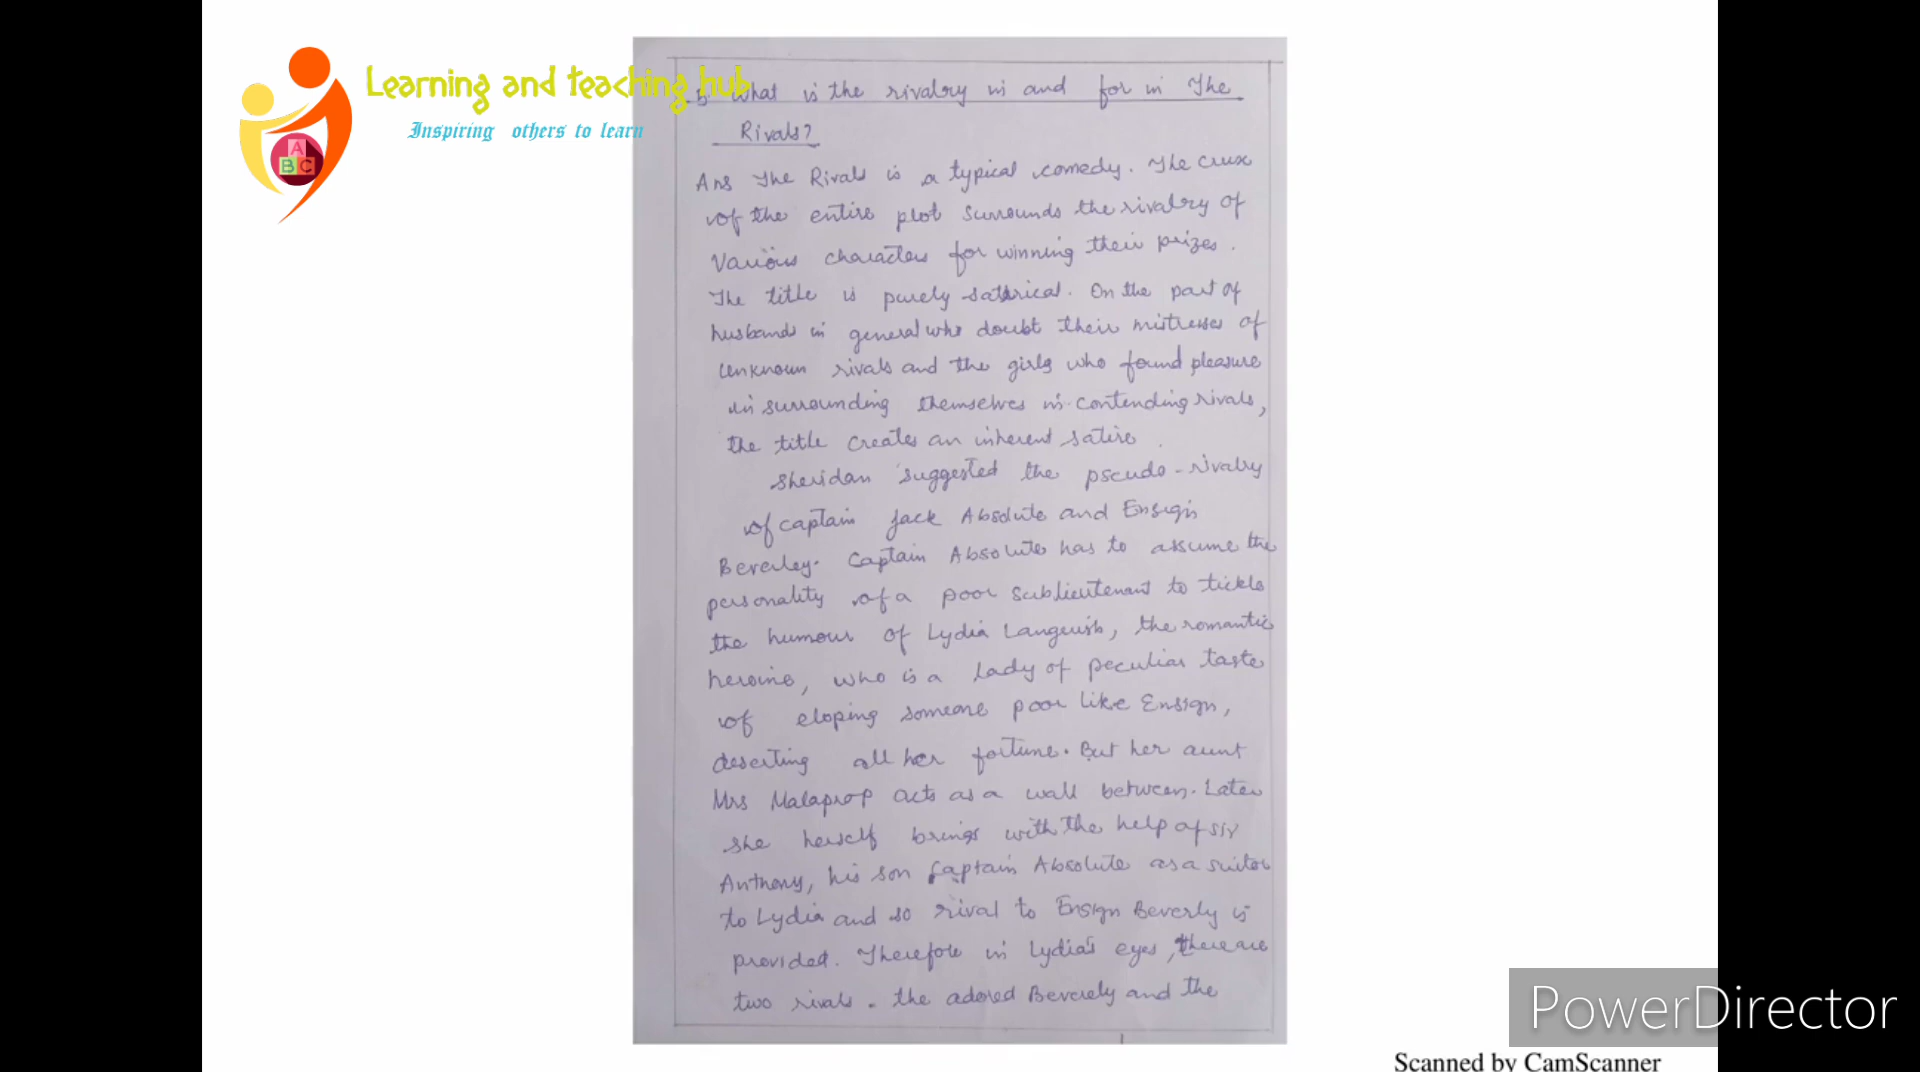 Learning and teaching hub
Inspiring others to learn
ABC
5. What is the rivalry in and for in The
Rivals?
Ans The Rivals is a typical comedy. The crux
of the entire plot surrounds the rivalry of
various characters for winning their prizes.
The title is purely satirical. On the part of
husbands in general who doubt their mistresses of
unknown rivals and the girls who found pleasure
in surrounding themselves in contending rivals,
the title creates an inherent satire.
Sheridan suggested the pseudo-rivalry
of captain Jack Absolute and Ensign
Beverley. Captain Absolute has to assume the
personality of a poor sublieutenant to tickle
the humour of Lydia Languish, the romantic
heroine, who is a lady of peculiar taste
of eloping someone poor like Ensign,
deserting all her fortune. But her aunt
Mrs Malaprop acts as a wall between. Later
she herself brings with the help of sir
Anthony, his son Captain Absolute as a suitor
to Lydia and so rival to Ensign Beverly is
provided. Therefore in Lydia's eyes, there are
two rivals - the adored Beverely and the
PowerDirector
Scanned by CamScanner